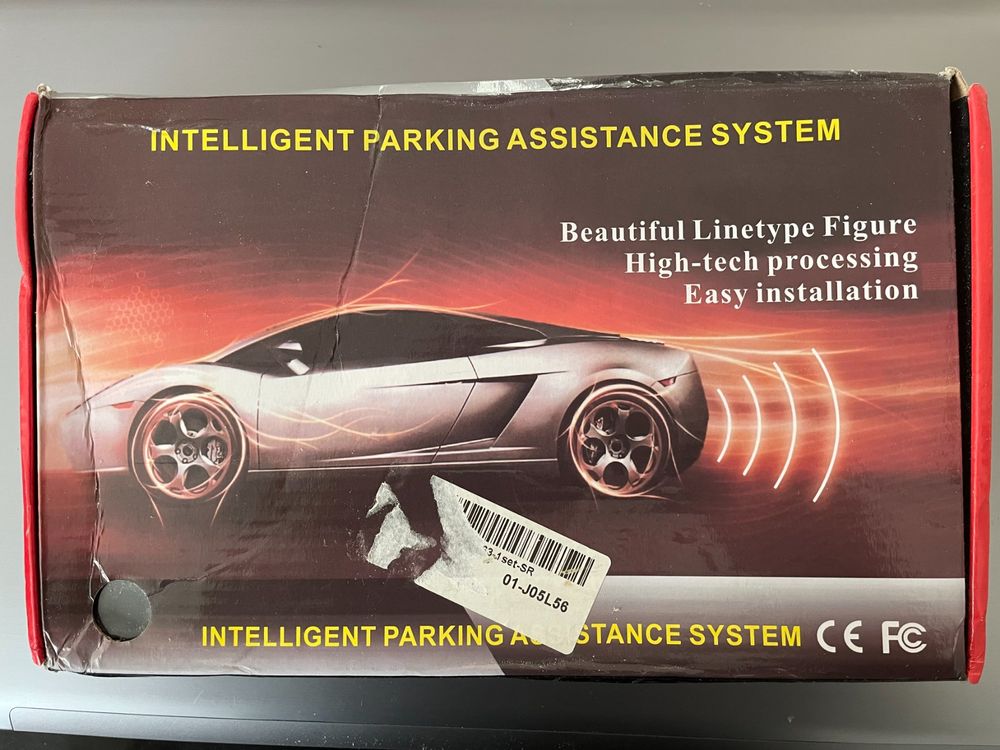 INTELLIGENT PARKING ASSISTANCE SYSTEM
Beautiful Linetype Figure
High-tech processing
Easy installation
3-1set-SR
01-J05L56
INTELLIGENT PARKING ASSISTANCE SYSTEM CE FC